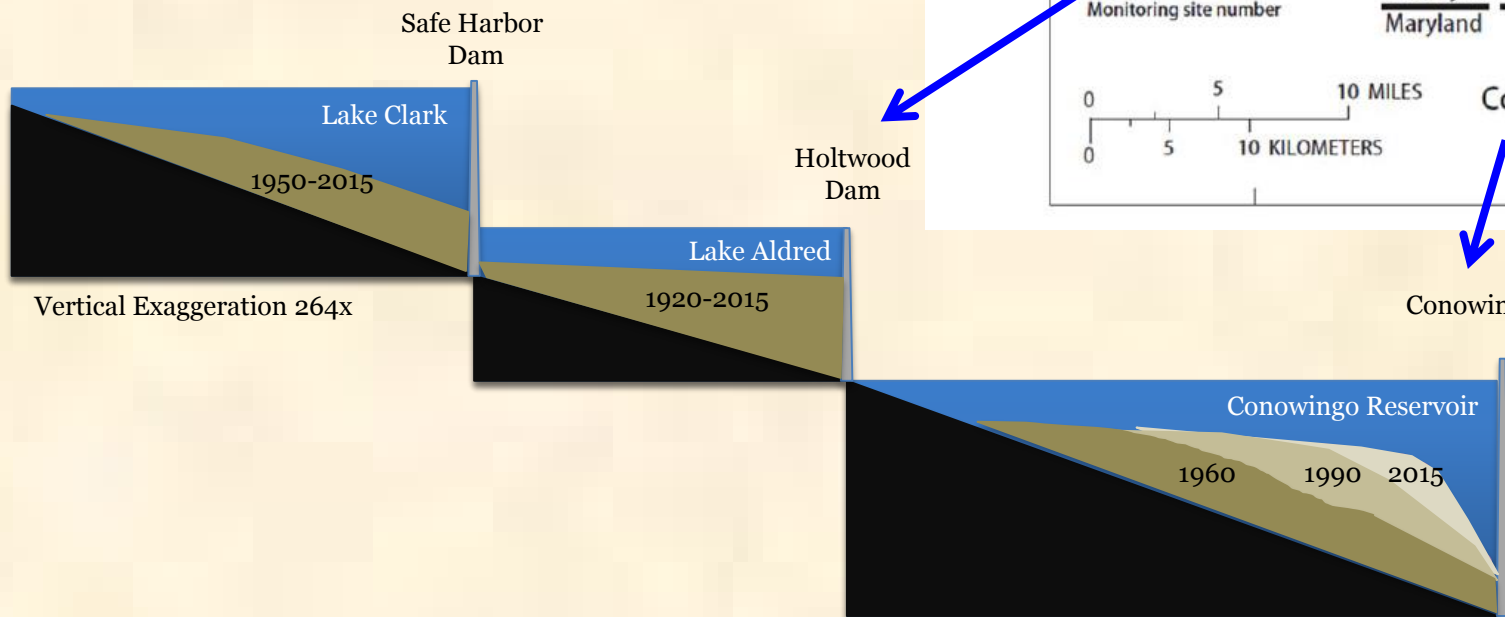 Safe Harbor
Dam
Monitoring site number
Maryland
Lake Clark
0 5 10 MILES
0 5 10 KILOMETERS
1950-2015
Holtwood
Dam
Lake Aldred
Vertical Exaggeration 264x
1920-2015
Conowingo Reservoir
1960 1990 2015